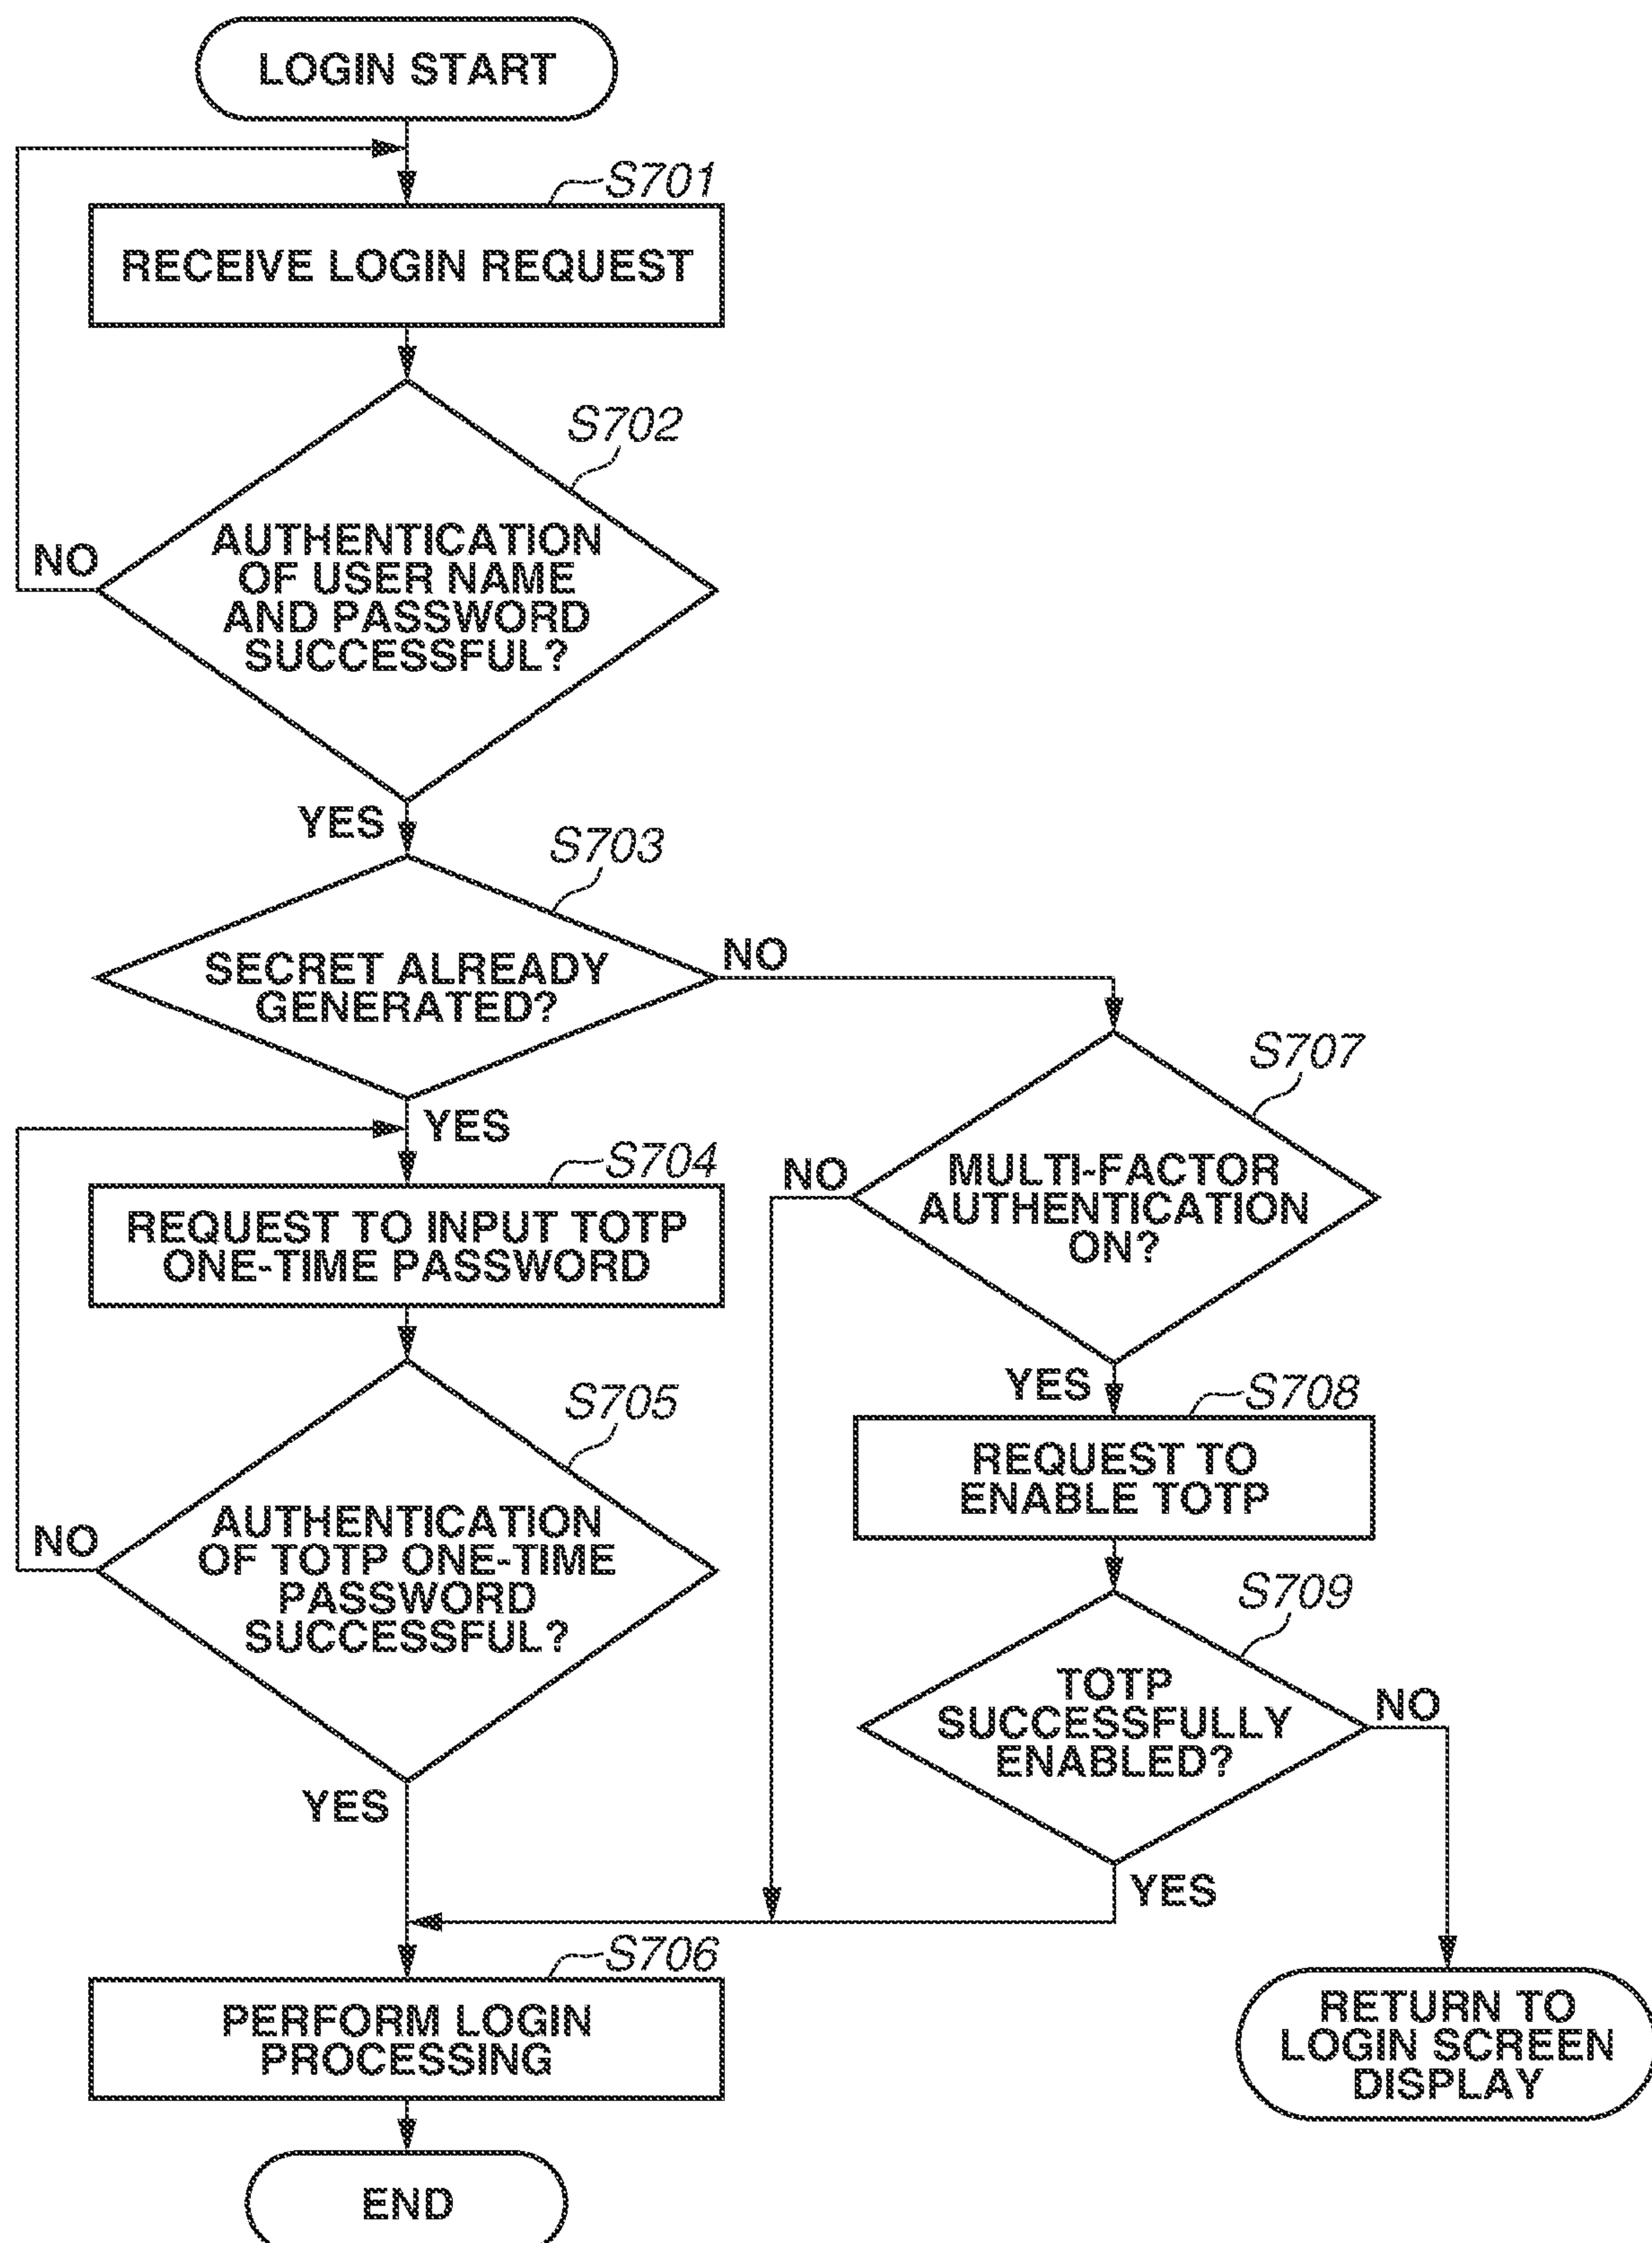 LOGIN START
S701
RECEIVE LOGIN REQUEST
S702
AUTHENTICATION
OF USER NAME
AND PASSWORD
SUCCESSFUL?
NO
YES
S703
SECRET ALREADY
GENERATED?
NO
YES
S704
REQUEST TO INPUT TOTP
ONE-TIME PASSWORD
S705
AUTHENTICATION
OF TOTP ONE-TIME
PASSWORD
SUCCESSFUL?
NO
YES
S707
MULTI-FACTOR
AUTHENTICATION
ON?
NO
YES
S708
REQUEST TO
ENABLE TOTP
S709
TOTP
SUCCESSFULLY
ENABLED?
NO
YES
S706
PERFORM LOGIN
PROCESSING
RETURN TO
LOGIN SCREEN
DISPLAY
END